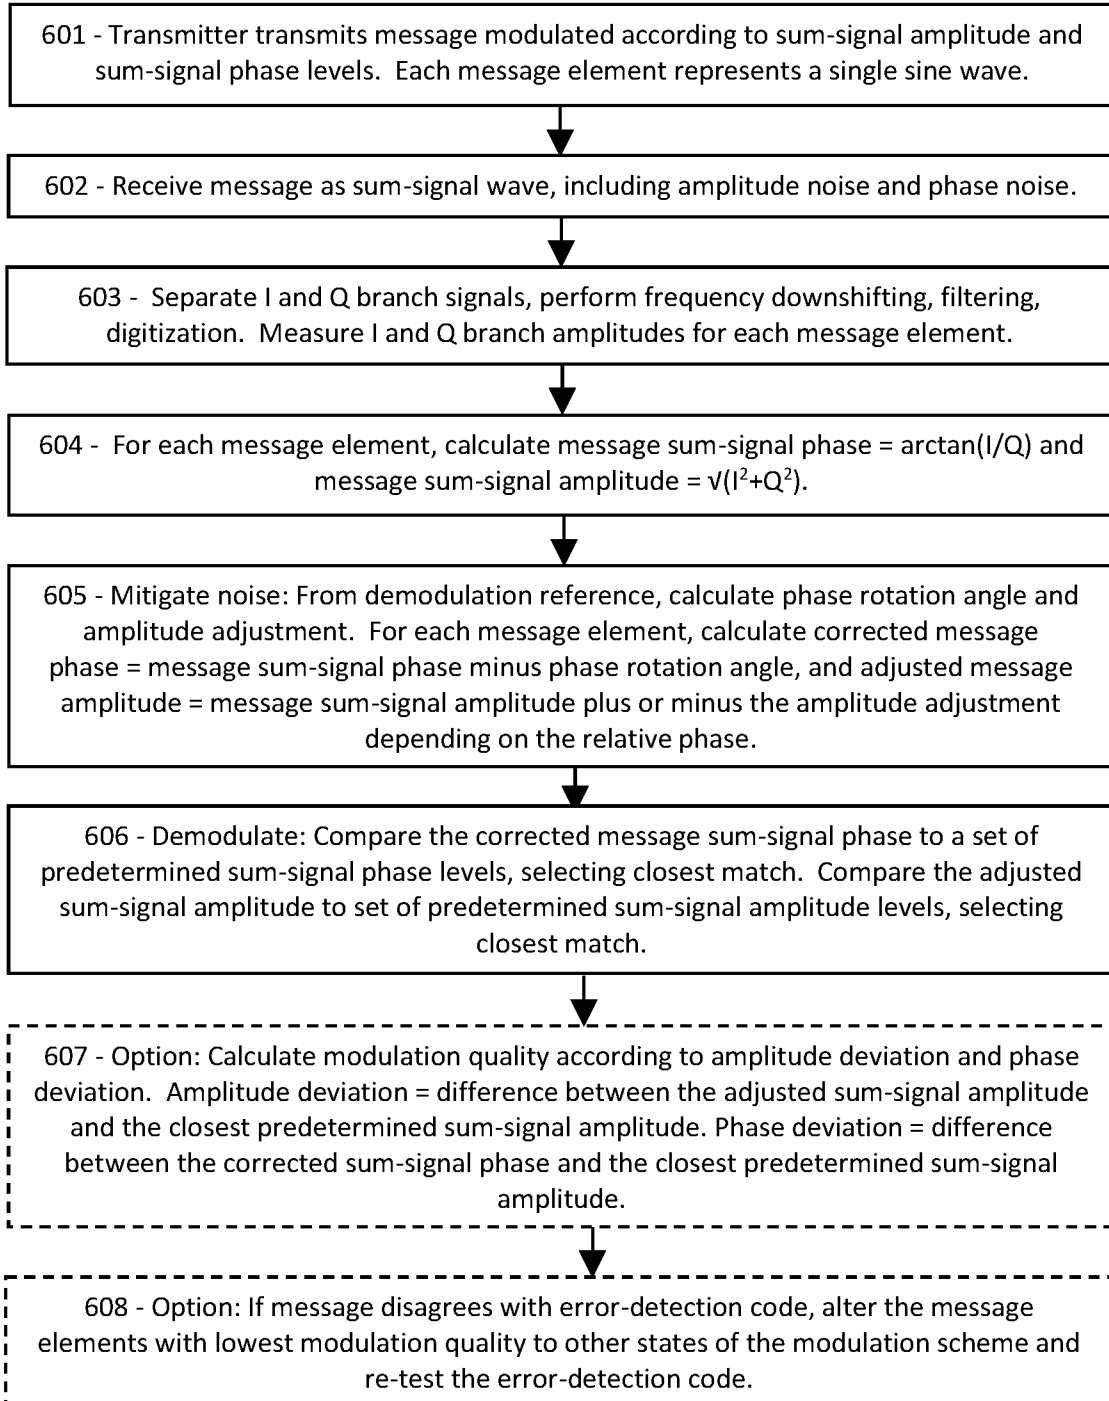 601 - Transmitter transmits message modulated according to sum-signal amplitude and
sum-signal phase levels.  Each message element represents a single sine wave.
602 - Receive message as sum-signal wave, including amplitude noise and phase noise.
603 -  Separate I and Q branch signals, perform frequency downshifting, filtering,
digitization.  Measure I and Q branch amplitudes for each message element.
604 -  For each message element, calculate message sum-signal phase = arctan(I/Q) and
message sum-signal amplitude = √(I²+Q²).
605 - Mitigate noise: From demodulation reference, calculate phase rotation angle and
amplitude adjustment.  For each message element, calculate corrected message
phase = message sum-signal phase minus phase rotation angle, and adjusted message
amplitude = message sum-signal amplitude plus or minus the amplitude adjustment
depending on the relative phase.
606 - Demodulate: Compare the corrected message sum-signal phase to a set of
predetermined sum-signal phase levels, selecting closest match.  Compare the adjusted
sum-signal amplitude to set of predetermined sum-signal amplitude levels, selecting
closest match.
607 - Option: Calculate modulation quality according to amplitude deviation and phase
deviation.  Amplitude deviation = difference between the adjusted sum-signal amplitude
and the closest predetermined sum-signal amplitude. Phase deviation = difference
between the corrected sum-signal phase and the closest predetermined sum-signal
amplitude.
608 - Option: If message disagrees with error-detection code, alter the message
elements with lowest modulation quality to other states of the modulation scheme and
re-test the error-detection code.